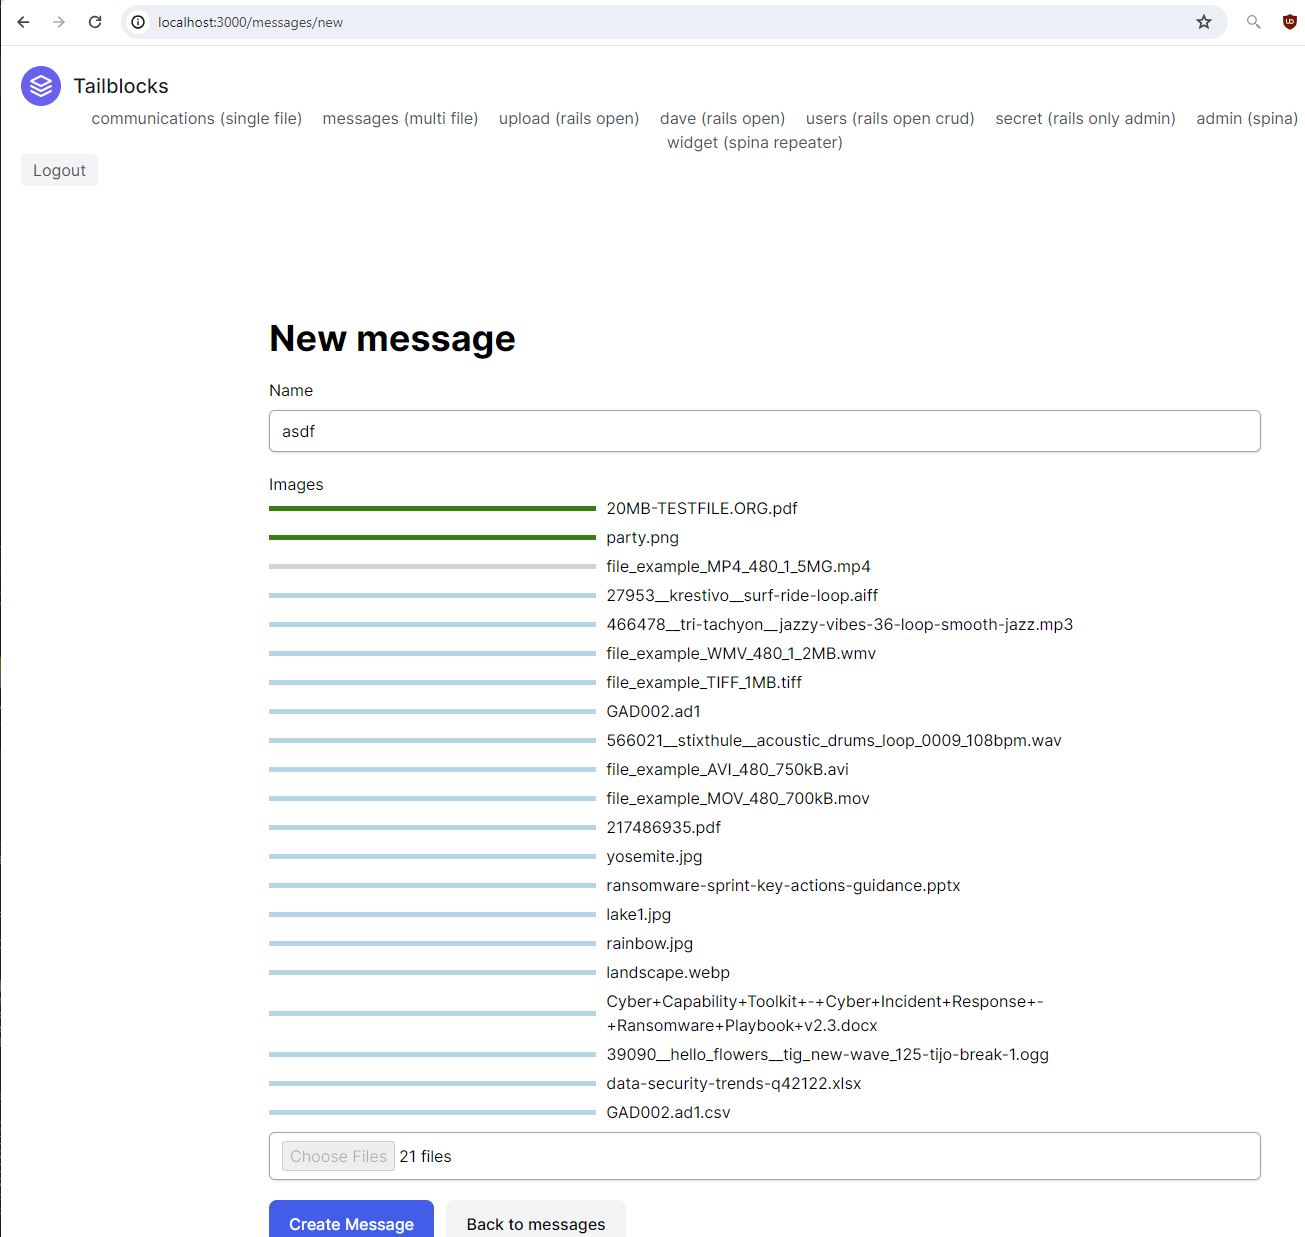 localhost:3000/messages/new
Tailblocks
communications (single file) messages (multi file) upload (rails open) dave (rails open) users (rails open crud) secret (rails only admin) admin (spina)
widget (spina repeater)
Logout
New message
Name
asdf
Images
20MB-TESTFILE.ORG.pdf
party.png
file_example_MP4_480_1_5MG.mp4
27953__krestivo__surf-ride-loop.aiff
466478__tri-tachyon__jazzy-vibes-36-loop-smooth-jazz.mp3
file_example_WMV_480_1_2MB.wmv
file_example_TIFF_1MB.tiff
GAD002.ad1
566021__stixthule__acoustic_drums_loop_0009_108bpm.wav
file_example_AVI_480_750kB.avi
file_example_MOV_480_700kB.mov
217486935.pdf
yosemite.jpg
ransomware-sprint-key-actions-guidance.pptx
lake1.jpg
rainbow.jpg
landscape.webp
Cyber+Capability+Toolkit+-+Cyber+Incident+Response+-
+Ransomware+Playbook+v2.3.docx
39090__hello_flowers__tig_new-wave_125-tijo-break-1.ogg
data-security-trends-q42122.xlsx
GAD002.ad1.csv
Choose Files 21 files
Create Message Back to messages